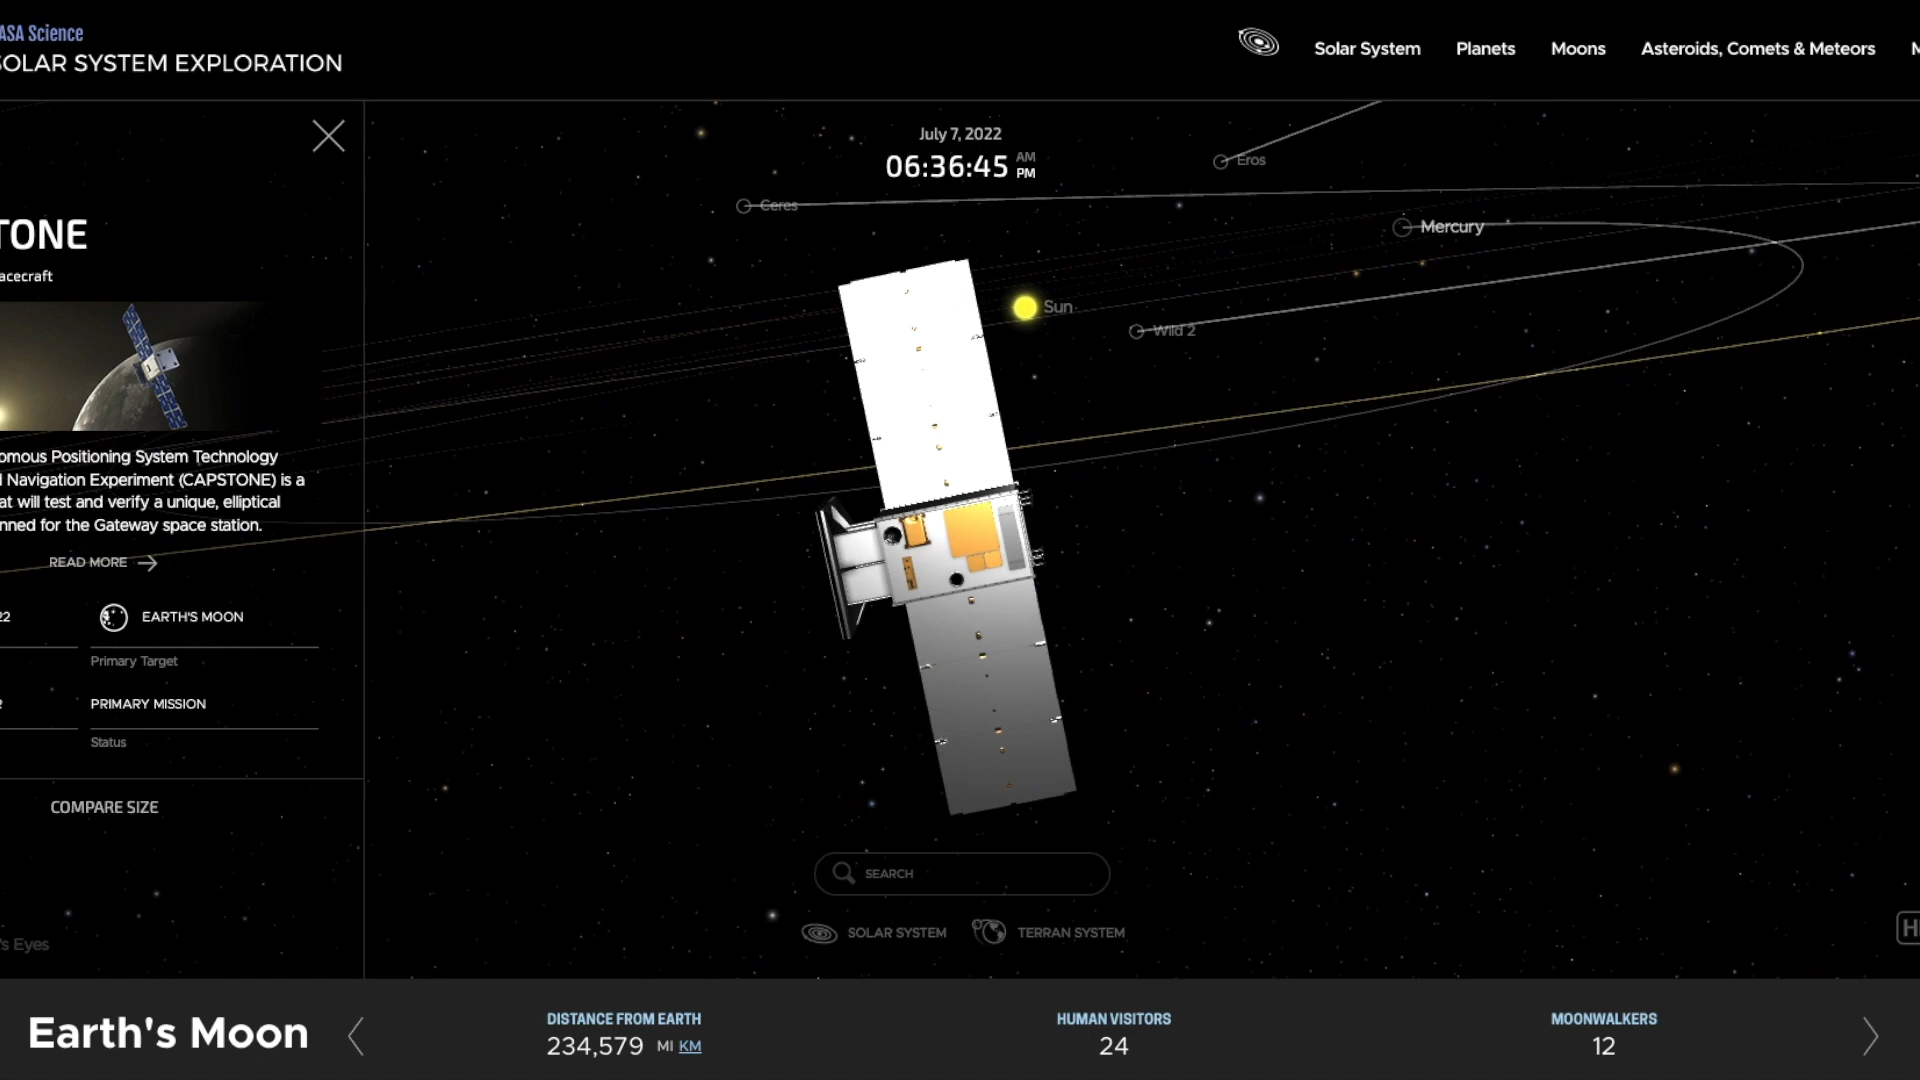 ASA Science
SOLAR SYSTEM EXPLORATION
Solar System
Planets
Moons
Asteroids, Comets & Meteors
July 7, 2022
06:36:45
AM
PM
Eros
Ceres
Mercury
Sun
Wild 2
TONE
acecraft
omous Positioning System Technology
Navigation Experiment (CAPSTONE) is a
at will test and verify a unique, elliptical
nned for the Gateway space station.
READ MORE
22
EARTH'S MOON
Primary Target
PRIMARY MISSION
Status
COMPARE SIZE
SEARCH
SOLAR SYSTEM
TERRAN SYSTEM
's Eyes
Earth's Moon
DISTANCE FROM EARTH
234,579 MI KM
HUMAN VISITORS
24
MOONWALKERS
12